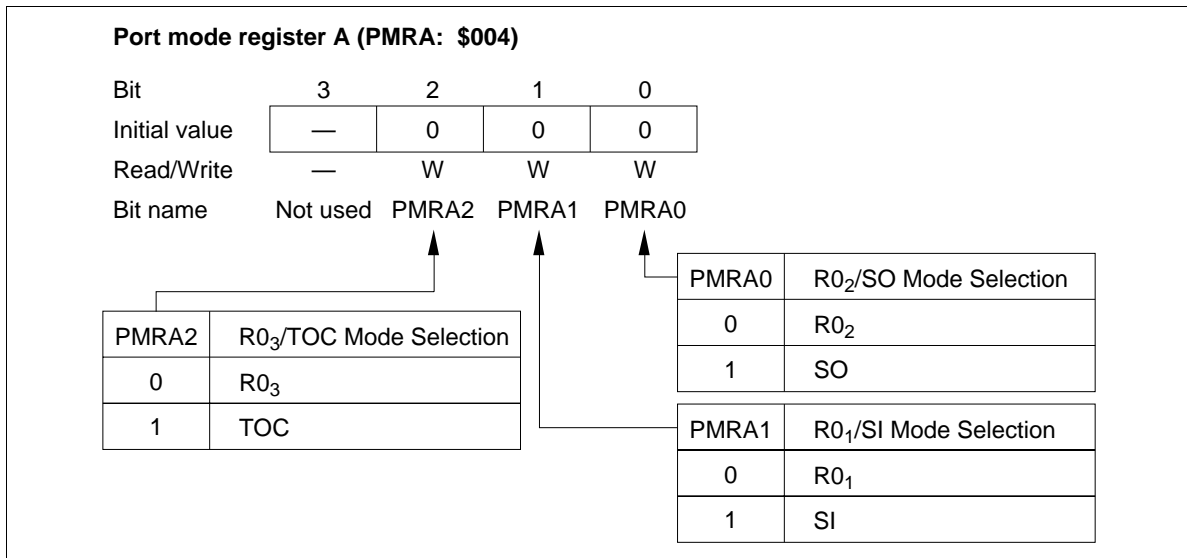 Port mode register A (PMRA: $004)
Bit 3 2 1 0
Initial value — 0 0 0
Read/Write — W W W
Bit name Not used PMRA2 PMRA1 PMRA0
PMRA0 R0₂/SO Mode Selection
0 R0₂
1 SO
PMRA2 R0₃/TOC Mode Selection
0 R0₃
1 TOC
PMRA1 R0₁/SI Mode Selection
0 R0₁
1 SI